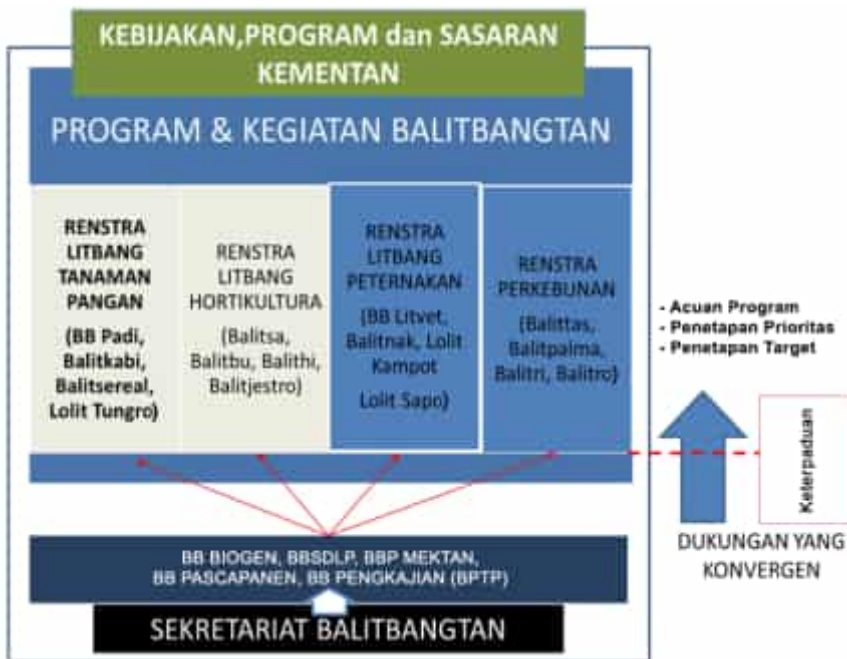 KEBIJAKAN,PROGRAM dan SASARAN
KEMENTAN
PROGRAM & KEGIATAN BALITBANGTAN
RENSTRA
LITBANG
TANAMAN
PANGAN
(BB Padi,
Balitkabi,
Balitsereal,
Lolit Tungro)
RENSTRA
LITBANG
HORTIKULTURA
(Balitsa,
Balitbu, Balithi,
Balitjestro)
RENSTRA
LITBANG
PETERNAKAN
(BB Litvet,
Balitnak, Lolit
Kampot
Lolit Sapo)
RENSTRA
PERKEBUNAN
(Balittas,
Balitpalma,
Balitri, Balitro)
- Acuan Program
- Penetapan Prioritas
- Penetapan Target
Keterpaduan
DUKUNGAN YANG
KONVERGEN
BB BIOGEN, BBSDLP, BBP MEKTAN,
BB PASCAPANEN, BB PENGKAJIAN (BPTP)
SEKRETARIAT BALITBANGTAN